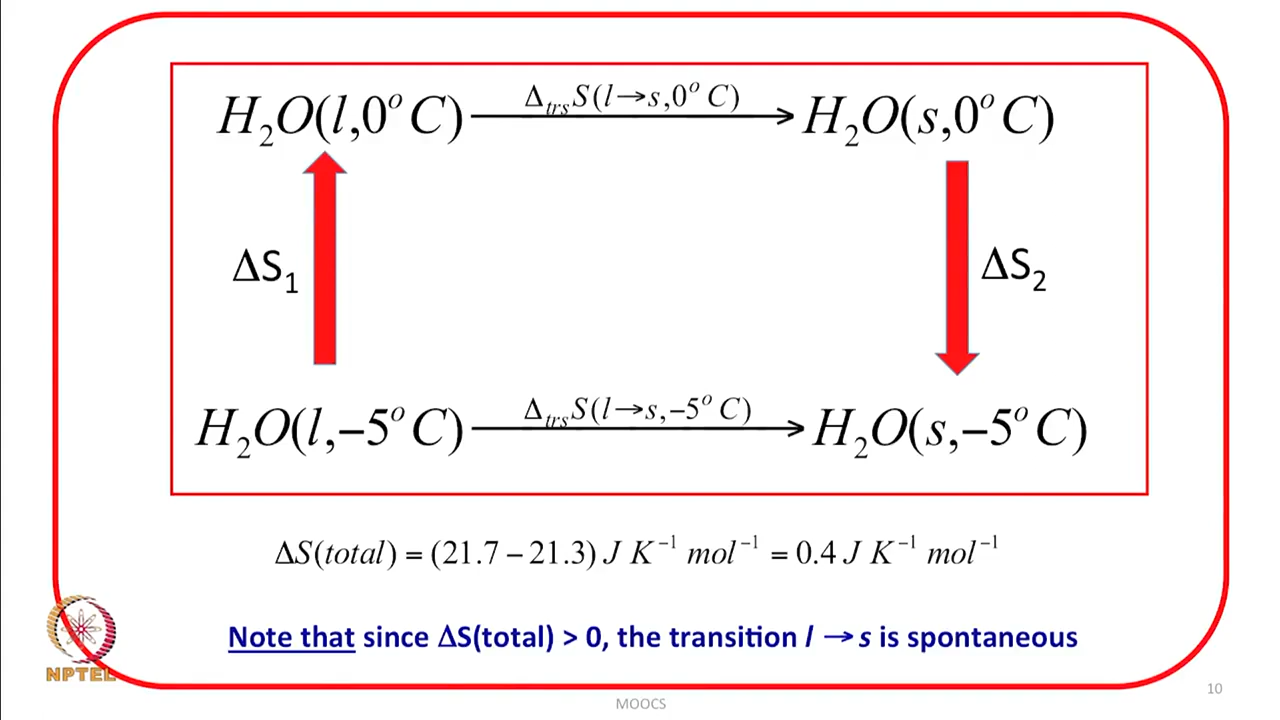 H₂O(l,0°C) Δ_trs S(l→s,0°C) H₂O(s,0°C)
ΔS₁ ΔS₂
H₂O(l,−5°C) Δ_trs S(l→s,−5°C) H₂O(s,−5°C)
ΔS(total) = (21.7 − 21.3) J K⁻¹ mol⁻¹ = 0.4 J K⁻¹ mol⁻¹
Note that since ΔS(total) > 0, the transition l → s is spontaneous
NPTEL
10
MOOCS